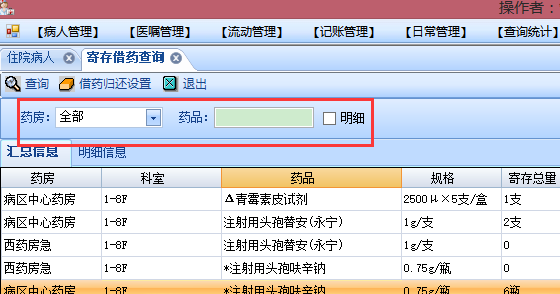 操作者：
【病人管理】 【医嘱管理】 【流动管理】 【记账管理】 【日常管理】 【查询统计】
住院病人 寄存借药查询
查询 借药归还设置 退出
药房： 全部 药品： 明细
汇总信息 明细信息
药房 科室 药品 规格 寄存总量
病区中心药房 1-8F Δ青霉素皮试剂 2500μ×5支/盒 1支
病区中心药房 1-8F 注射用头孢替安(永宁) 1g/支 2支
西药房急 1-8F 注射用头孢替安(永宁) 1g/支 0
西药房急 1-8F *注射用头孢呋辛钠 0.75g/瓶 0
病区中心药房 1-8F *注射用头孢呋辛钠 0.75g/瓶 6瓶